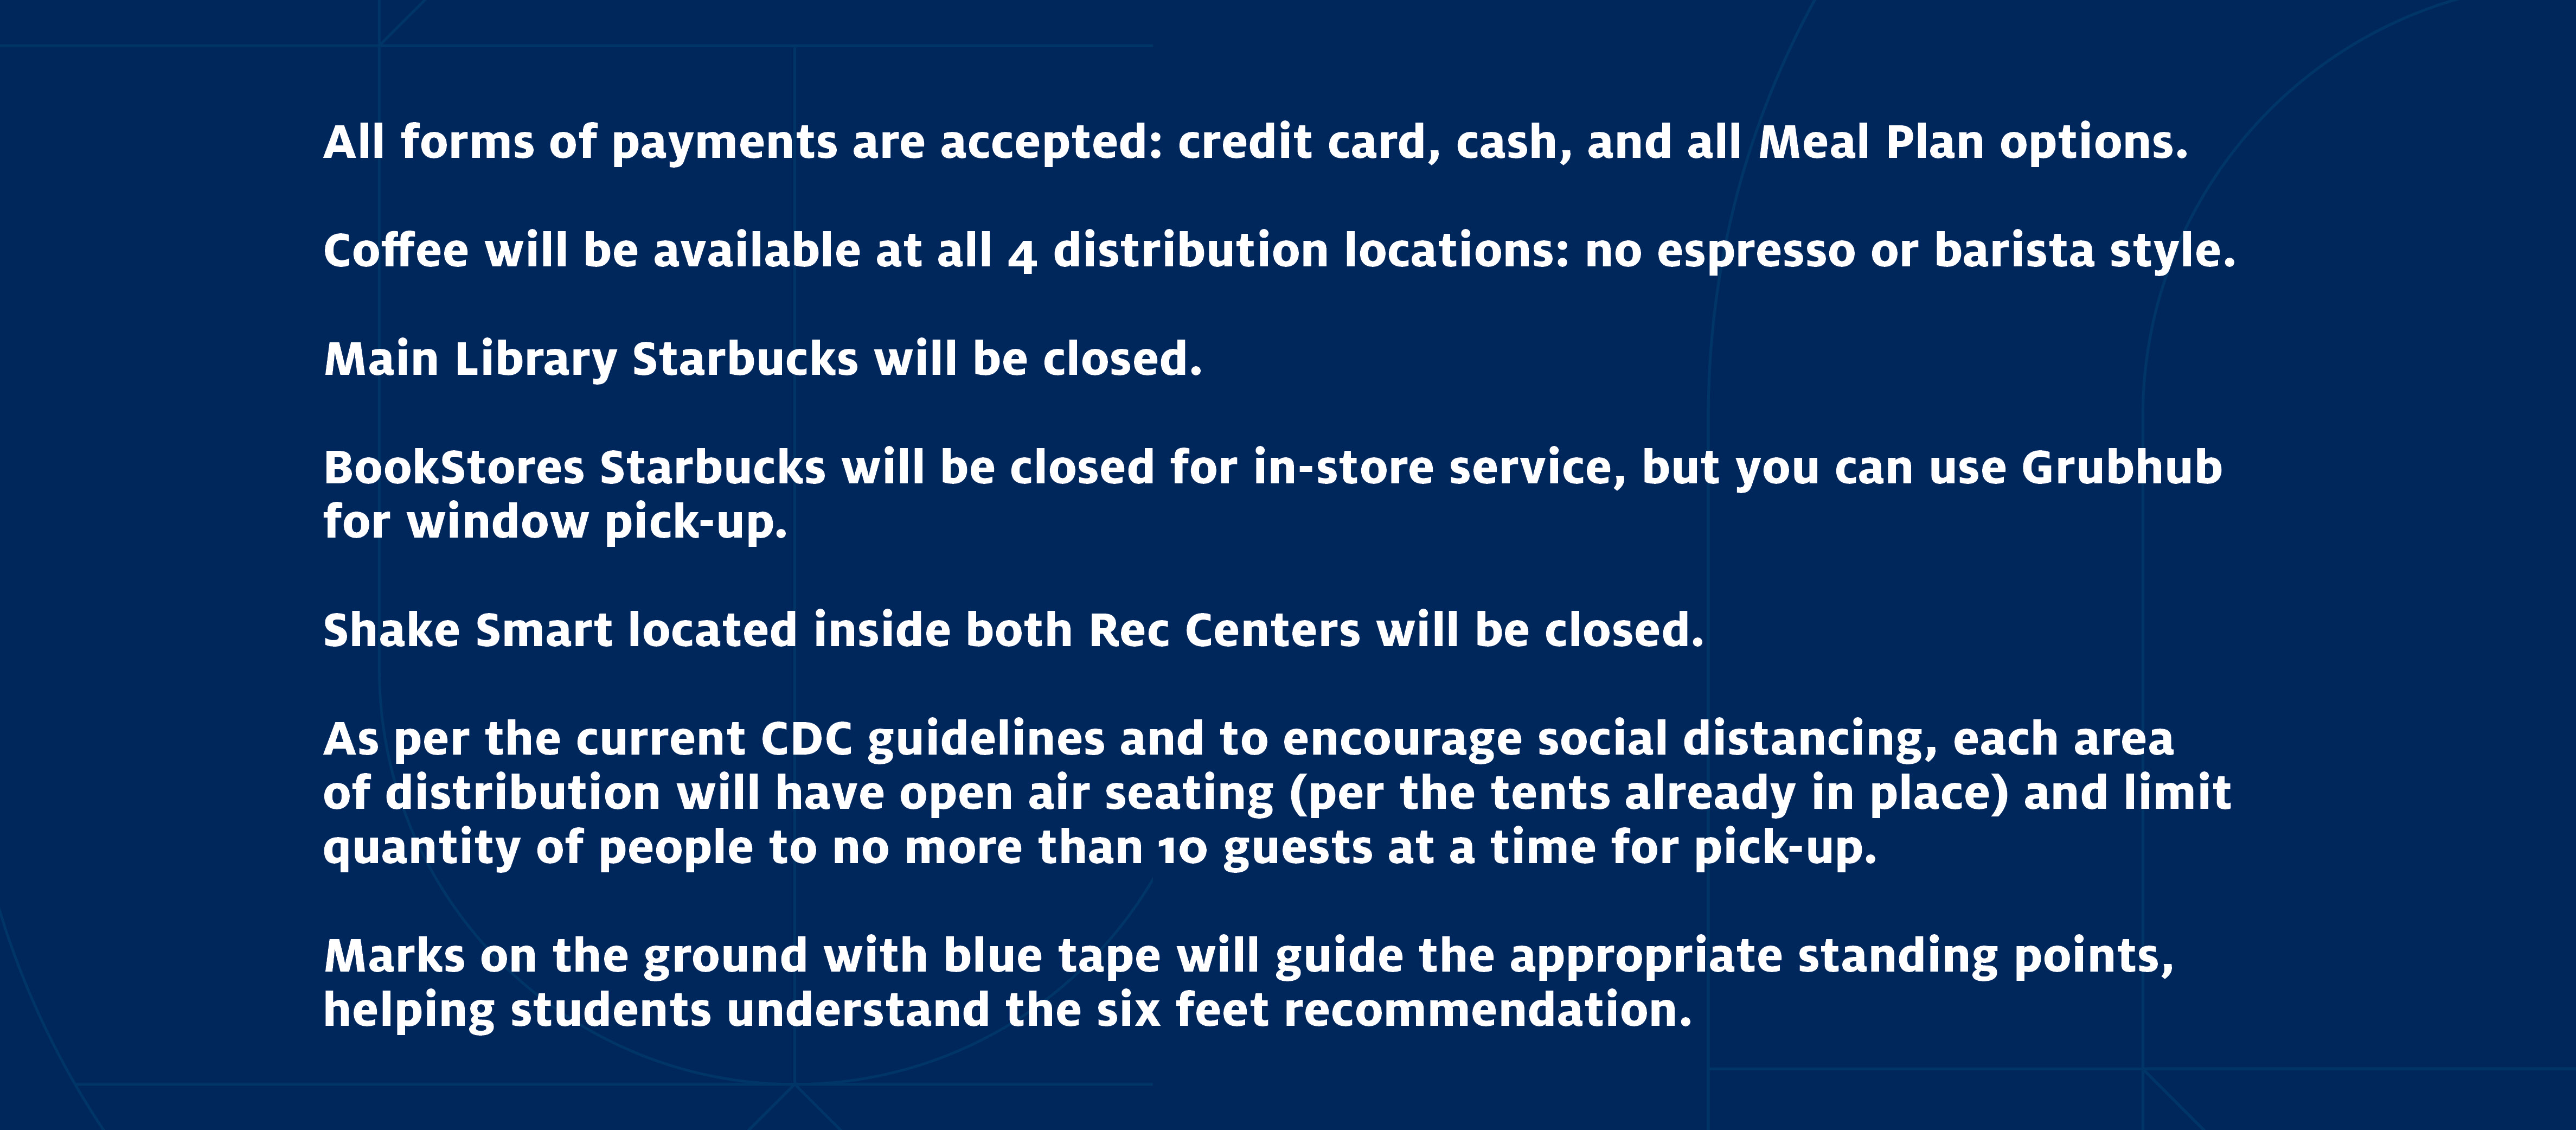 All forms of payments are accepted: credit card, cash, and all Meal Plan options.
Coffee will be available at all 4 distribution locations: no espresso or barista style.
Main Library Starbucks will be closed.
BookStores Starbucks will be closed for in-store service, but you can use Grubhub
for window pick-up.
Shake Smart located inside both Rec Centers will be closed.
As per the current CDC guidelines and to encourage social distancing, each area
of distribution will have open air seating (per the tents already in place) and limit
quantity of people to no more than 10 guests at a time for pick-up.
Marks on the ground with blue tape will guide the appropriate standing points,
helping students understand the six feet recommendation.